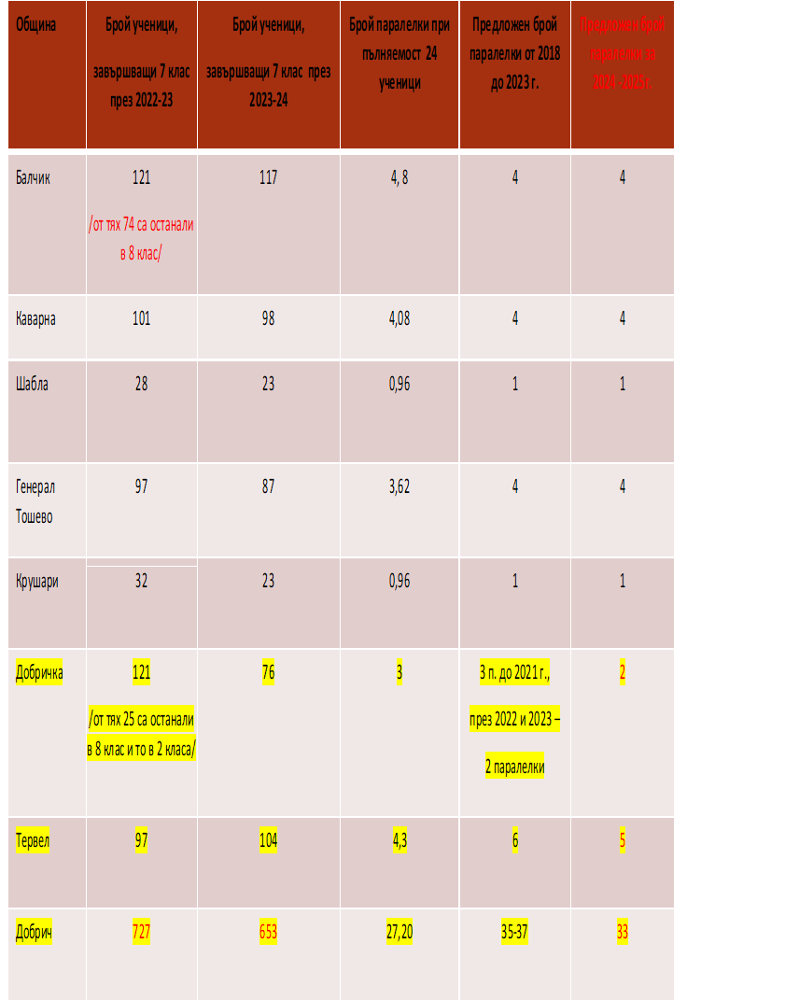 Община
Брой ученици,
завършващи 7 клас
през 2022-23
Брой ученици,
завършващи 7 клас през
2023-24
Брой паралелки при
пълняемост 24
ученици
Предложен брой
паралелки от 2018
до 2023 г.
Предложен брой
паралелки за
2024 -2025г.
Балчик
121
/от тях 74 са останали
в 8 клас/
117
4, 8
4
4
Каварна
101
98
4,08
4
4
Шабла
28
23
0,96
1
1
Генерал
Тошево
97
87
3,62
4
4
Крушари
32
23
0,96
1
1
Добричка
121
/от тях 25 са останали
в 8 клас и то в 2 класа/
76
3
3 п. до 2021 г.,
през 2022 и 2023 –
2 паралелки
2
Тервел
97
104
4,3
6
5
Добрич
727
653
27,20
35-37
33